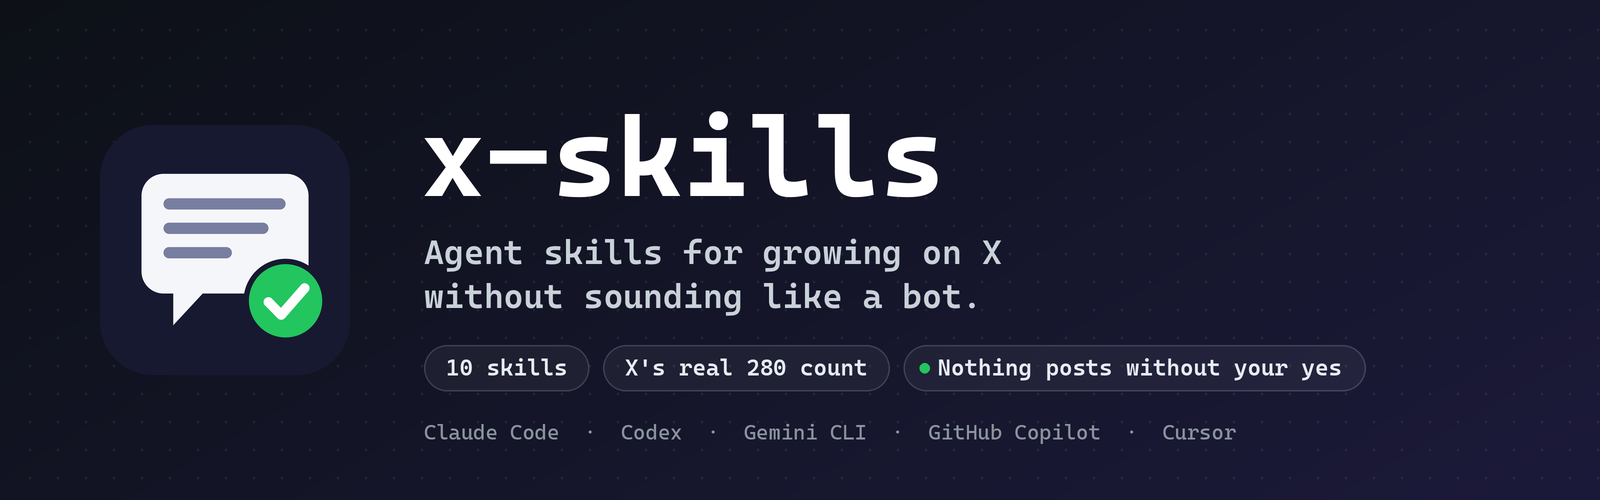 x-skills
Agent skills for growing on X
without sounding like a bot.
10 skills
X's real 280 count
Nothing posts without your yes
Claude Code · Codex · Gemini CLI · GitHub Copilot · Cursor